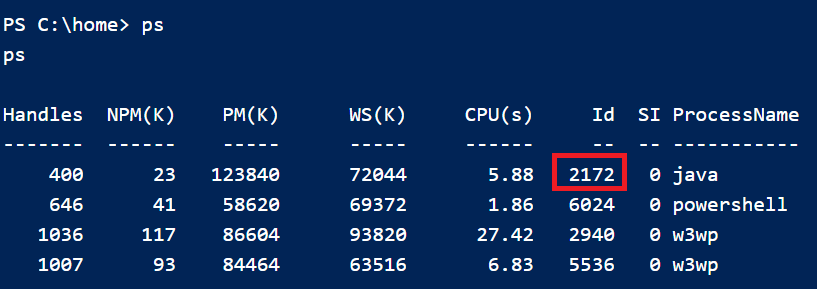 PS C:\home> ps
ps
Handles NPM(K) PM(K) WS(K) CPU(s) Id SI ProcessName
------- ------ ----- ----- ------ -- -- -----------
400 23 123840 72044 5.88 2172 0 java
646 41 58620 69372 1.86 6024 0 powershell
1036 117 86604 93820 27.42 2940 0 w3wp
1007 93 84464 63516 6.83 5536 0 w3wp